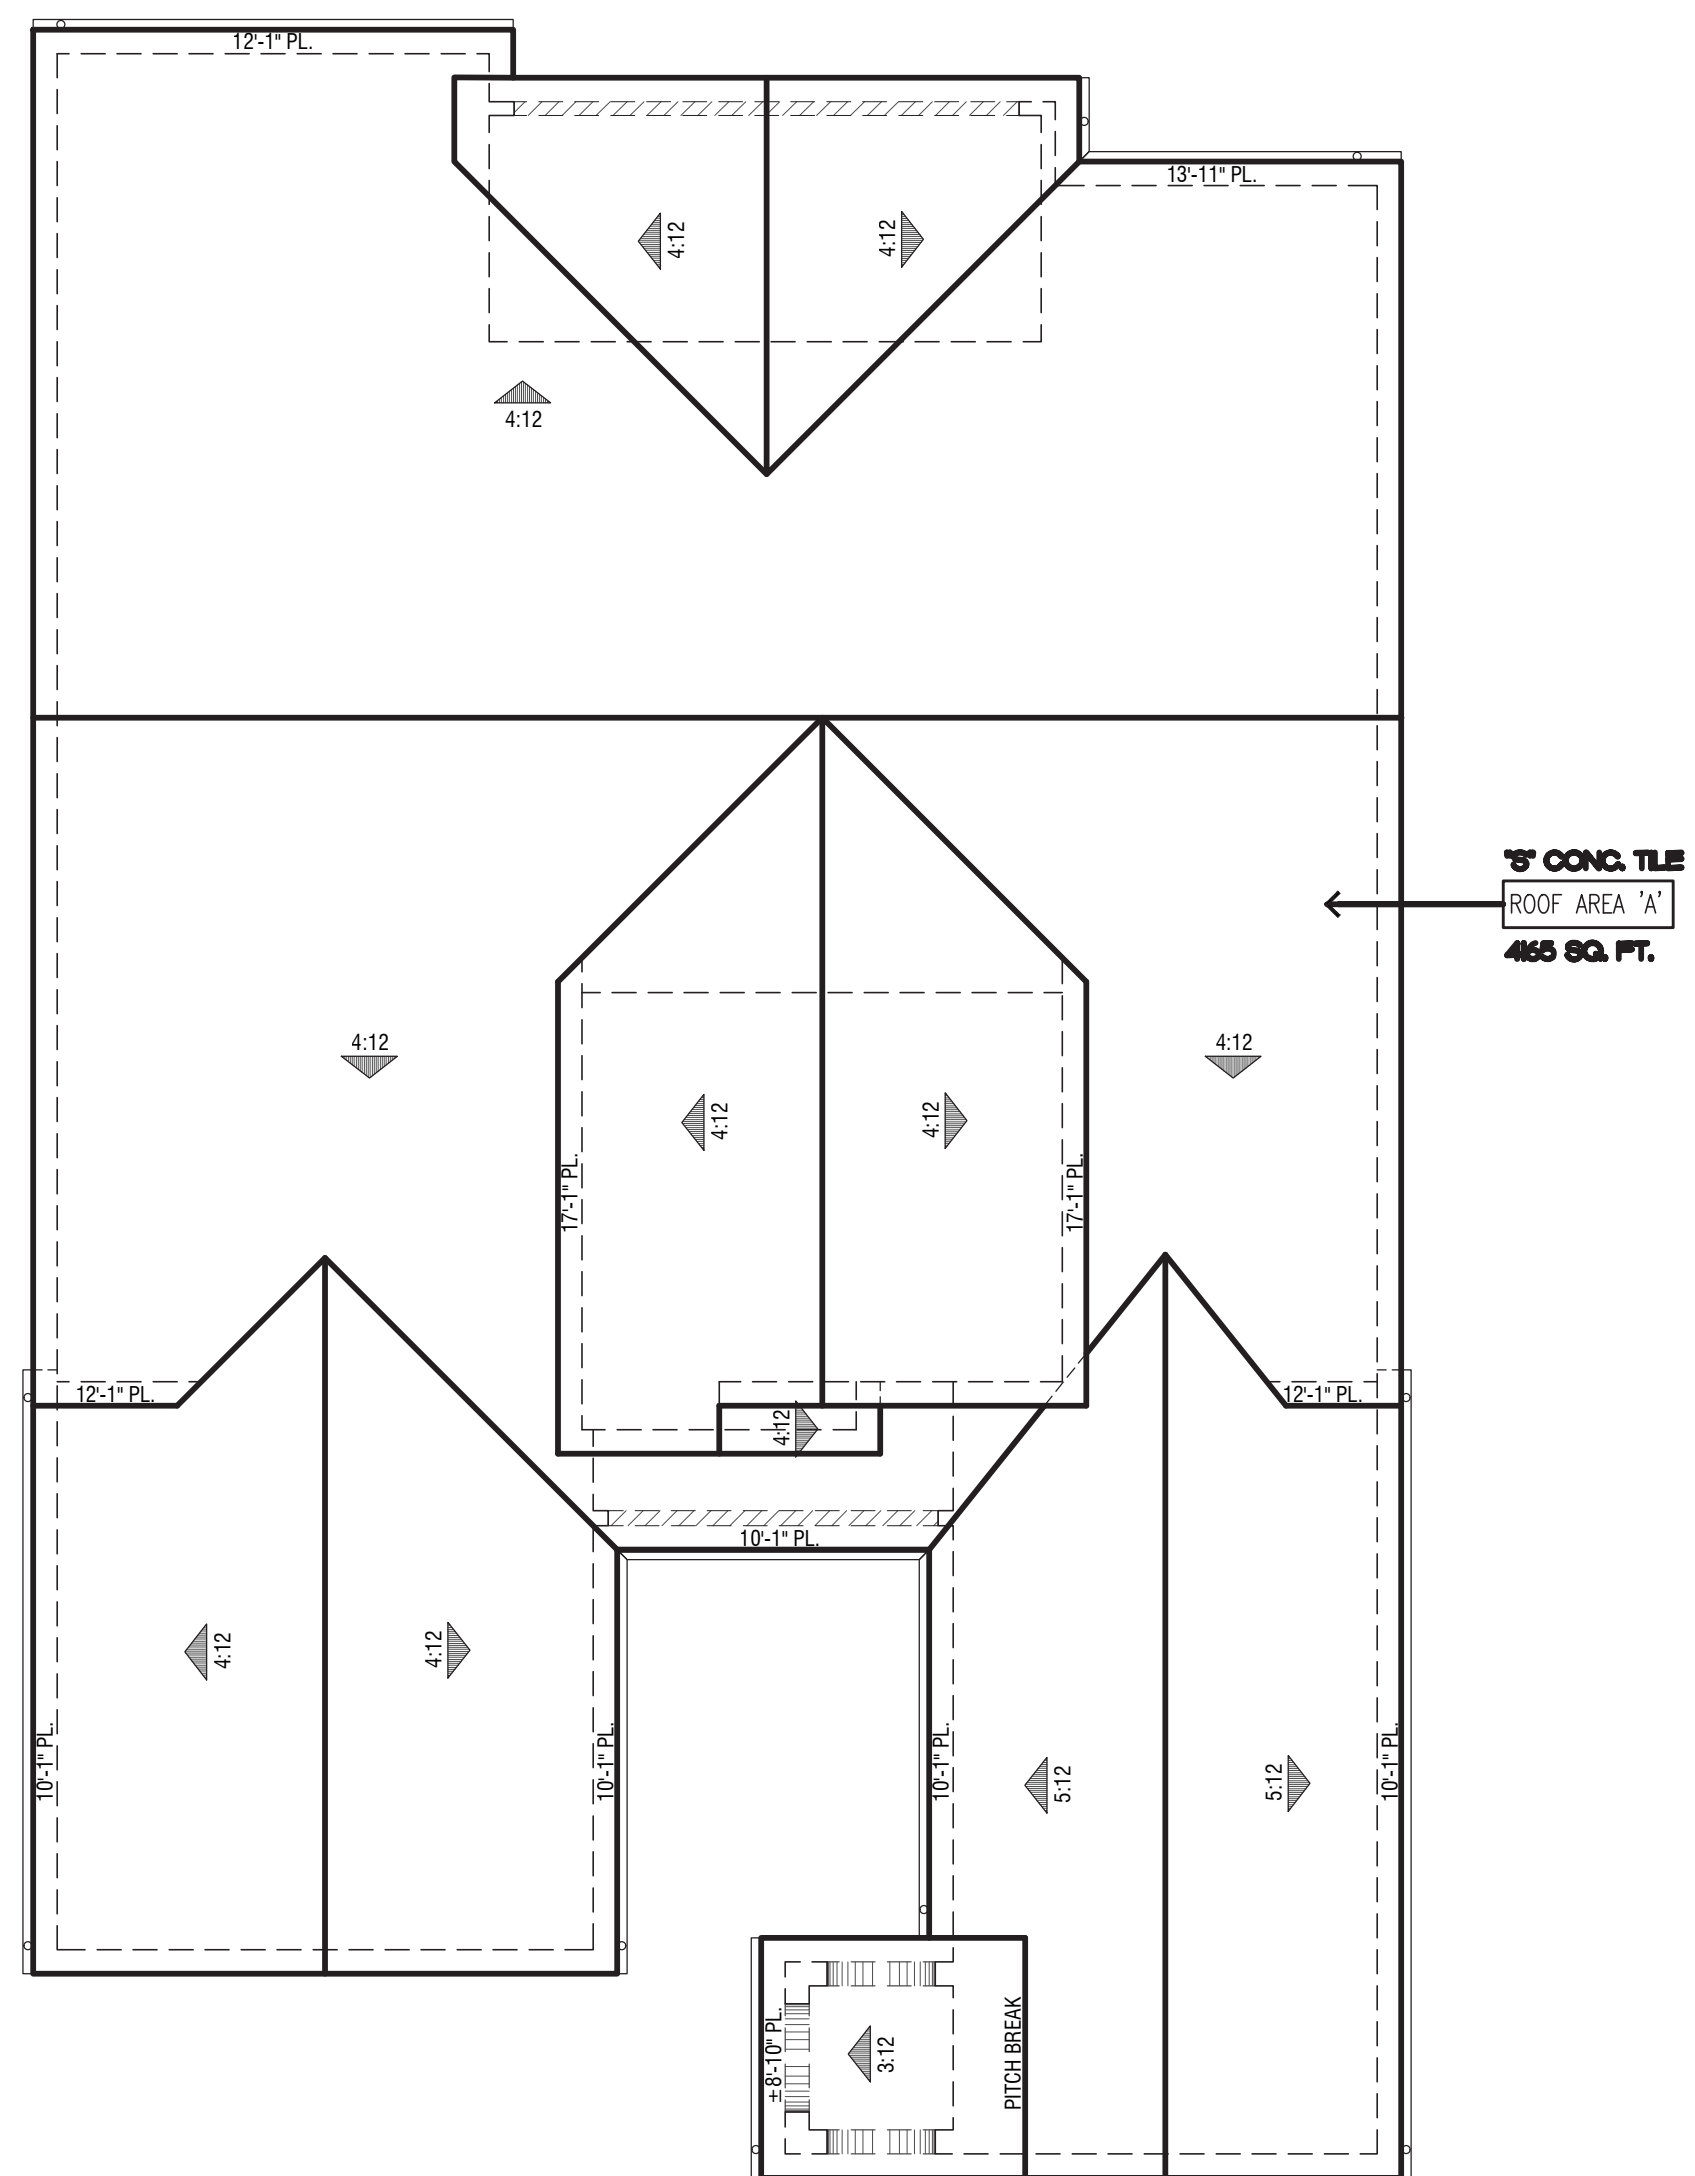 12'-1" PL.
13'-11" PL.
4:12
4:12
4:12
"S" CONC. TILE
ROOF AREA 'A'
4165 SQ. FT.
4:12
4:12
4:12
4:12
17'-1" PL.
17'-1" PL.
12'-1" PL.
12'-1" PL.
4:12
10'-1" PL.
4:12
4:12
10'-1" PL.
10'-1" PL.
10'-1" PL.
5:12
5:12
10'-1" PL.
±8'-10" PL.
3:12
PITCH BREAK